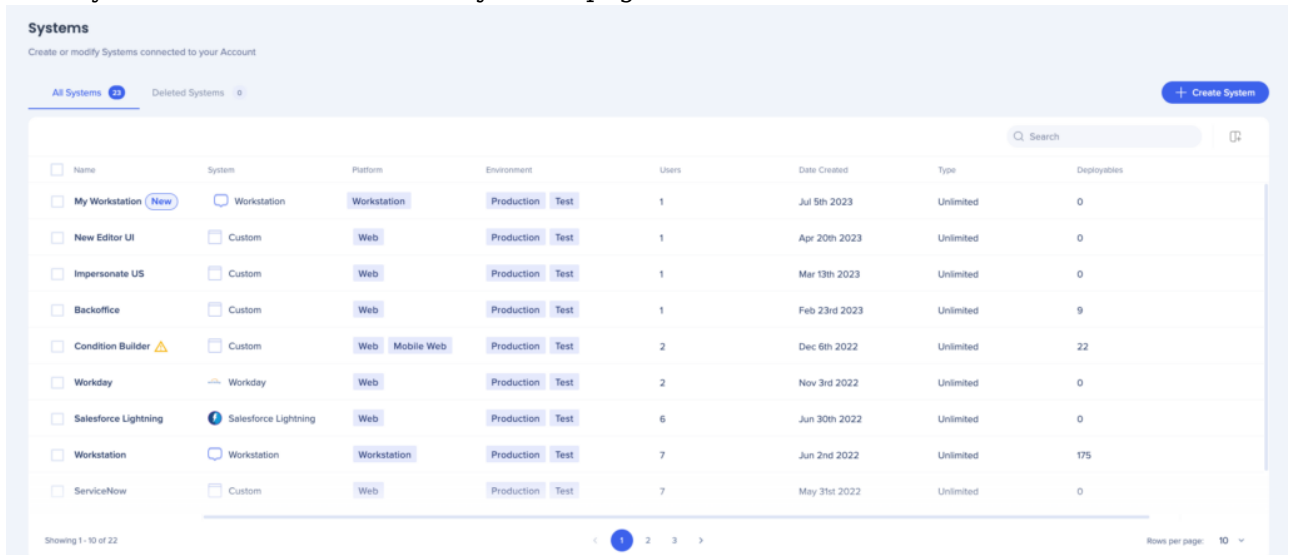 Systems
Create or modify Systems connected to your Account
All Systems 23 Deleted Systems 0 + Create System
Search
Name System Platform Environment Users Date Created Type Deployables
My Workstation New Workstation Workstation Production Test 1 Jul 5th 2023 Unlimited 0
New Editor UI Custom Web Production Test 1 Apr 20th 2023 Unlimited 0
Impersonate US Custom Web Production Test 1 Mar 13th 2023 Unlimited 0
Backoffice Custom Web Production Test 1 Feb 23rd 2023 Unlimited 9
Condition Builder Custom Web Mobile Web Production Test 2 Dec 6th 2022 Unlimited 22
Workday Workday Web Production Test 2 Nov 3rd 2022 Unlimited 0
Salesforce Lightning Salesforce Lightning Web Production Test 6 Jun 30th 2022 Unlimited 0
Workstation Workstation Workstation Production Test 7 Jun 2nd 2022 Unlimited 175
ServiceNow Custom Web Production Test 7 May 31st 2022 Unlimited 0
Showing 1 - 10 of 22 < 1 2 3 > Rows per page: 10